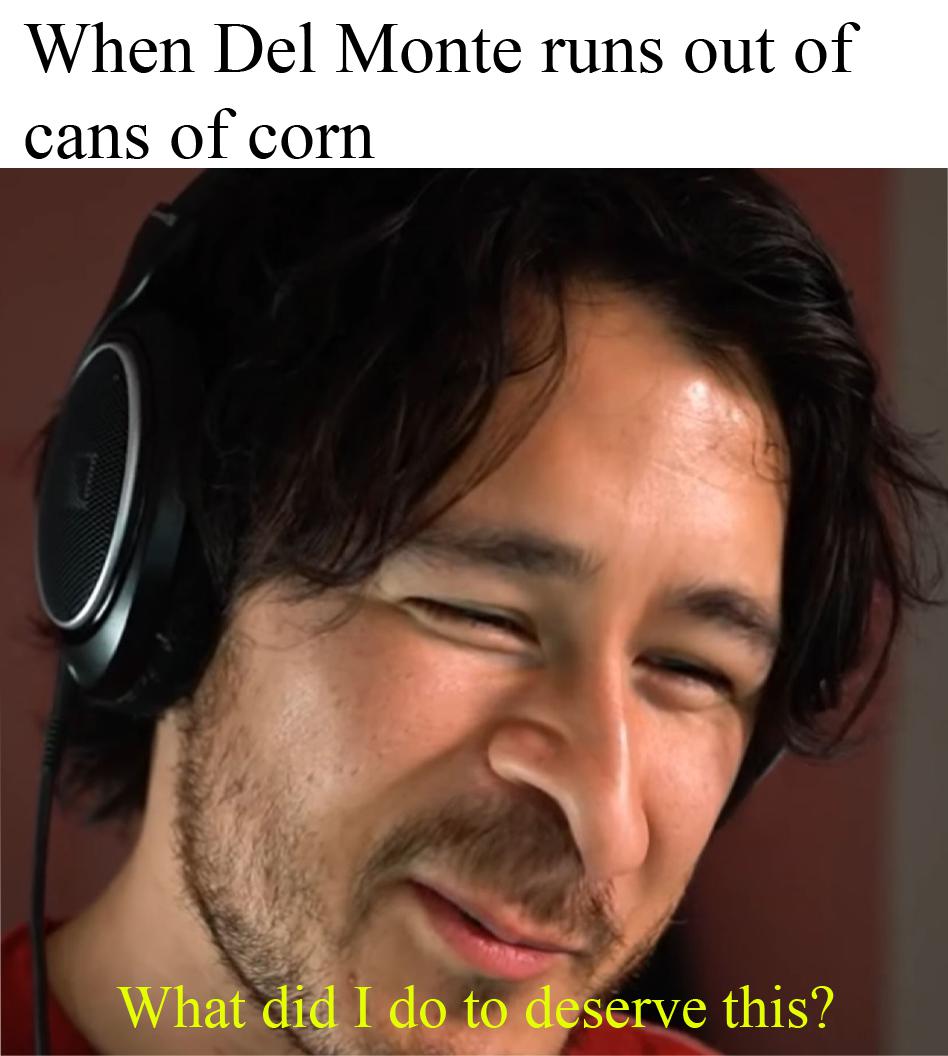 When Del Monte runs out of
cans of corn
What did I do to deserve this?